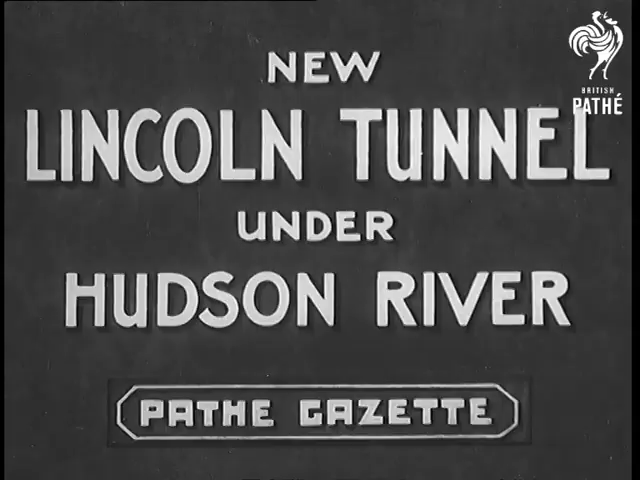 NEW
LINCOLN TUNNEL
UNDER
HUDSON RIVER
PATHE GAZETTE
BRITISH
PATHÉ